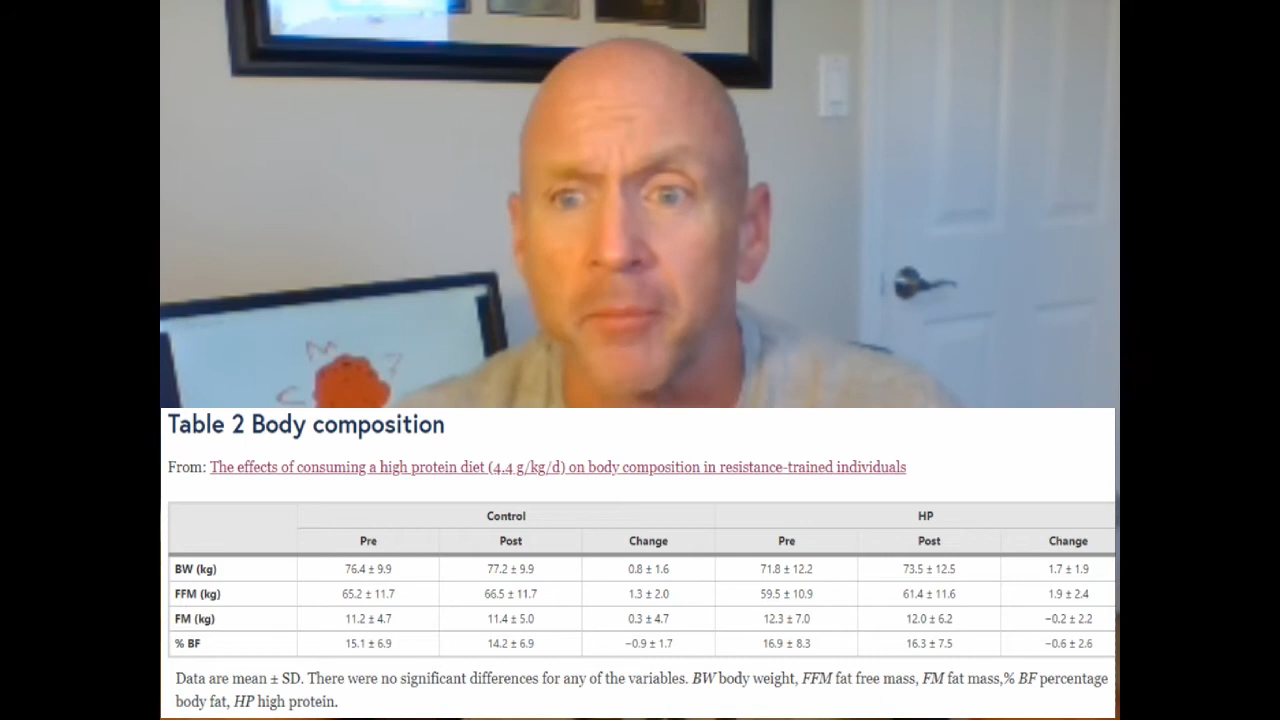 Table 2 Body composition
From: The effects of consuming a high protein diet (4.4 g/kg/d) on body composition in resistance-trained individuals
Control HP
Pre Post Change Pre Post Change
BW (kg) 76.4 ± 9.9 77.2 ± 9.9 0.8 ± 1.6 71.8 ± 12.2 73.5 ± 12.5 1.7 ± 1.9
FFM (kg) 65.2 ± 11.7 66.5 ± 11.7 1.3 ± 2.0 59.5 ± 10.9 61.4 ± 11.6 1.9 ± 2.4
FM (kg) 11.2 ± 4.7 11.4 ± 5.0 0.3 ± 4.7 12.3 ± 7.0 12.0 ± 6.2 −0.2 ± 2.2
% BF 15.1 ± 6.9 14.2 ± 6.9 −0.9 ± 1.7 16.9 ± 8.3 16.3 ± 7.5 −0.6 ± 2.6
Data are mean ± SD. There were no significant differences for any of the variables. BW body weight, FFM fat free mass, FM fat mass,% BF percentage
body fat, HP high protein.